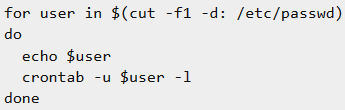 for user in $(cut -f1 -d: /etc/passwd)
do
  echo $user
  crontab -u $user -l
done